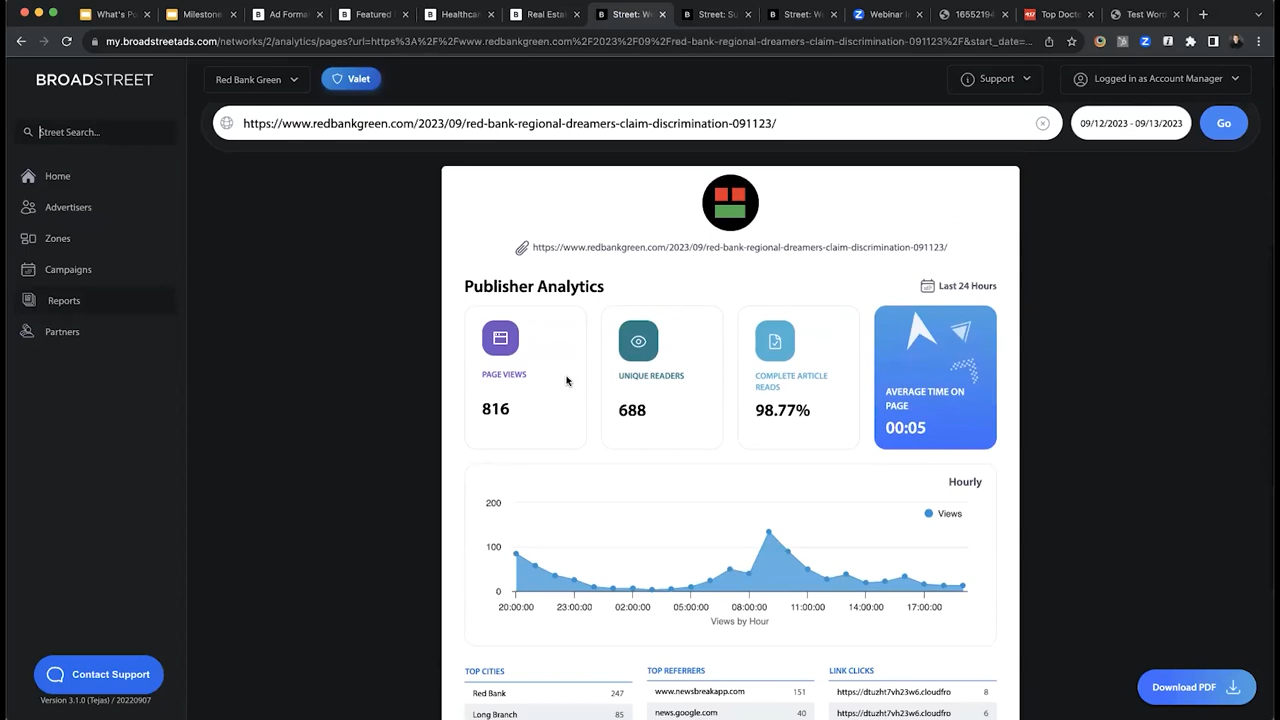 What's P
Milestone
Ad Forma
Featured
Healthcar
Real Esta
Street: W
Street: Su
Street: W
Webinar
16552194
Top Doct
Test Wor
my.broadstreetads.com/networks/2/analytics/pages?url=https%3A%2F%2Fwww.redbankgreen.com%2F2023%2F09%2Fred-bank-regional-dreamers-claim-discrimination-091123%2F&start_date=...
BROADSTREET
Red Bank Green
Valet
Support
Logged in as Account Manager
https://www.redbankgreen.com/2023/09/red-bank-regional-dreamers-claim-discrimination-091123/
09/12/2023 - 09/13/2023
Go
Street Search...
Home
Advertisers
Zones
Campaigns
Reports
Partners
https://www.redbankgreen.com/2023/09/red-bank-regional-dreamers-claim-discrimination-091123/
Publisher Analytics
Last 24 Hours
PAGE VIEWS
816
UNIQUE READERS
688
COMPLETE ARTICLE
READS
98.77%
AVERAGE TIME ON
PAGE
00:05
Hourly
Views
200
100
0
20:00:00 23:00:00 02:00:00 05:00:00 08:00:00 11:00:00 14:00:00 17:00:00
Views by Hour
TOP CITIES
Red Bank 247
Long Branch 85
TOP REFERRERS
www.newsbreakapp.com 151
news.google.com 40
LINK CLICKS
https://dtuzht7vh23w6.cloudfro 8
https://dtuzht7vh23w6.cloudfro 6
Contact Support
Version 3.1.0 (Tejas) / 20220907
Download PDF